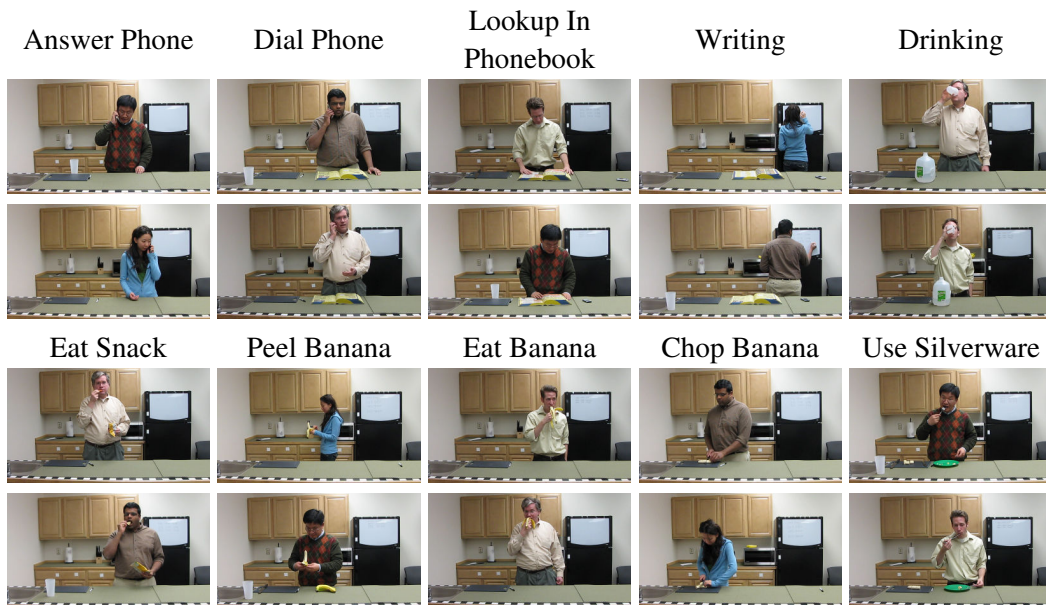 Answer Phone
Dial Phone
Lookup In
Phonebook
Writing
Drinking
Eat Snack
Peel Banana
Eat Banana
Chop Banana
Use Silverware